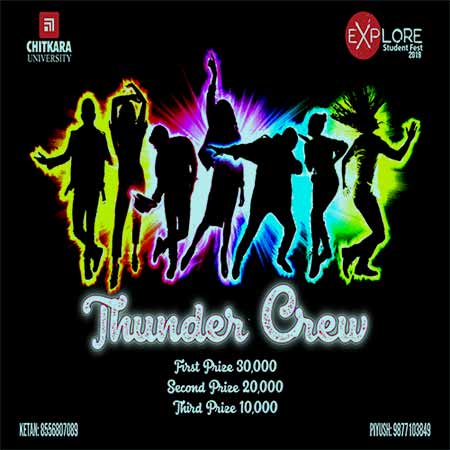 CHITKARA
UNIVERSITY
EXPLORE
Student Fest
2019
Thunder Crew
First Prize 30,000
Second Prize 20,000
Third Prize 10,000
KETAN: 8556807089
PIYUSH: 9877103849